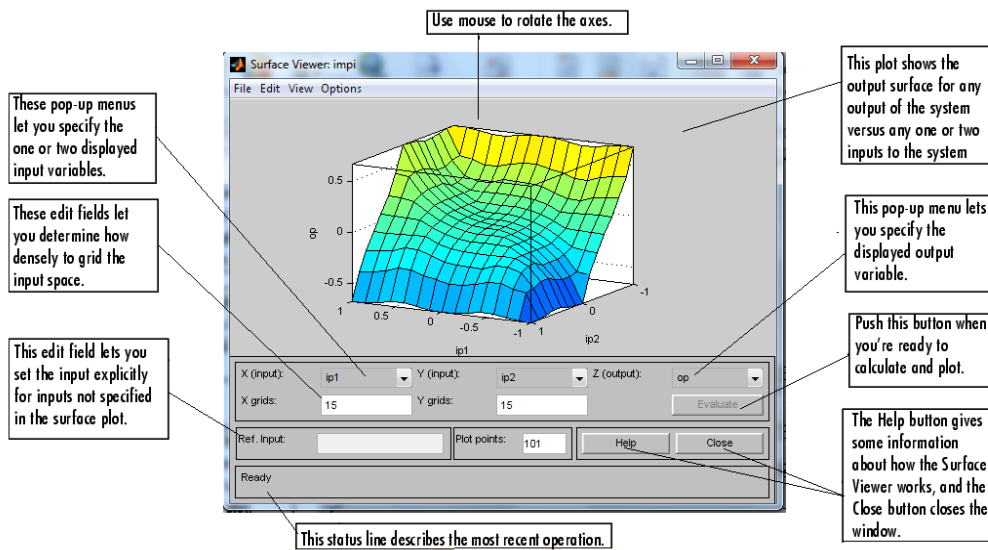 Use mouse to rotate the axes.
Surface Viewer: impi
File Edit View Options
This plot shows the
output surface for any
output of the system
versus any one or two
inputs to the system
These pop-up menus
let you specify the
one or two displayed
input variables.
These edit fields let
you determine how
densely to grid the
input space.
This edit field lets you
set the input explicitly
for inputs not specified
in the surface plot.
0.5
0
-0.5
op
1
0.5
0
-0.5
-1
ip1
1
0
-1
ip2
This pop-up menu lets
you specify the
displayed output
variable.
Push this button when
you're ready to
calculate and plot.
The Help button gives
some information
about how the Surface
Viewer works, and the
Close button closes the
window.
X (input): ip1 Y (input): ip2 Z (output): op
X grids: 15 Y grids: 15 Evaluate
Ref. Input: Plot points: 101 Help Close
Ready
This status line describes the most recent operation.